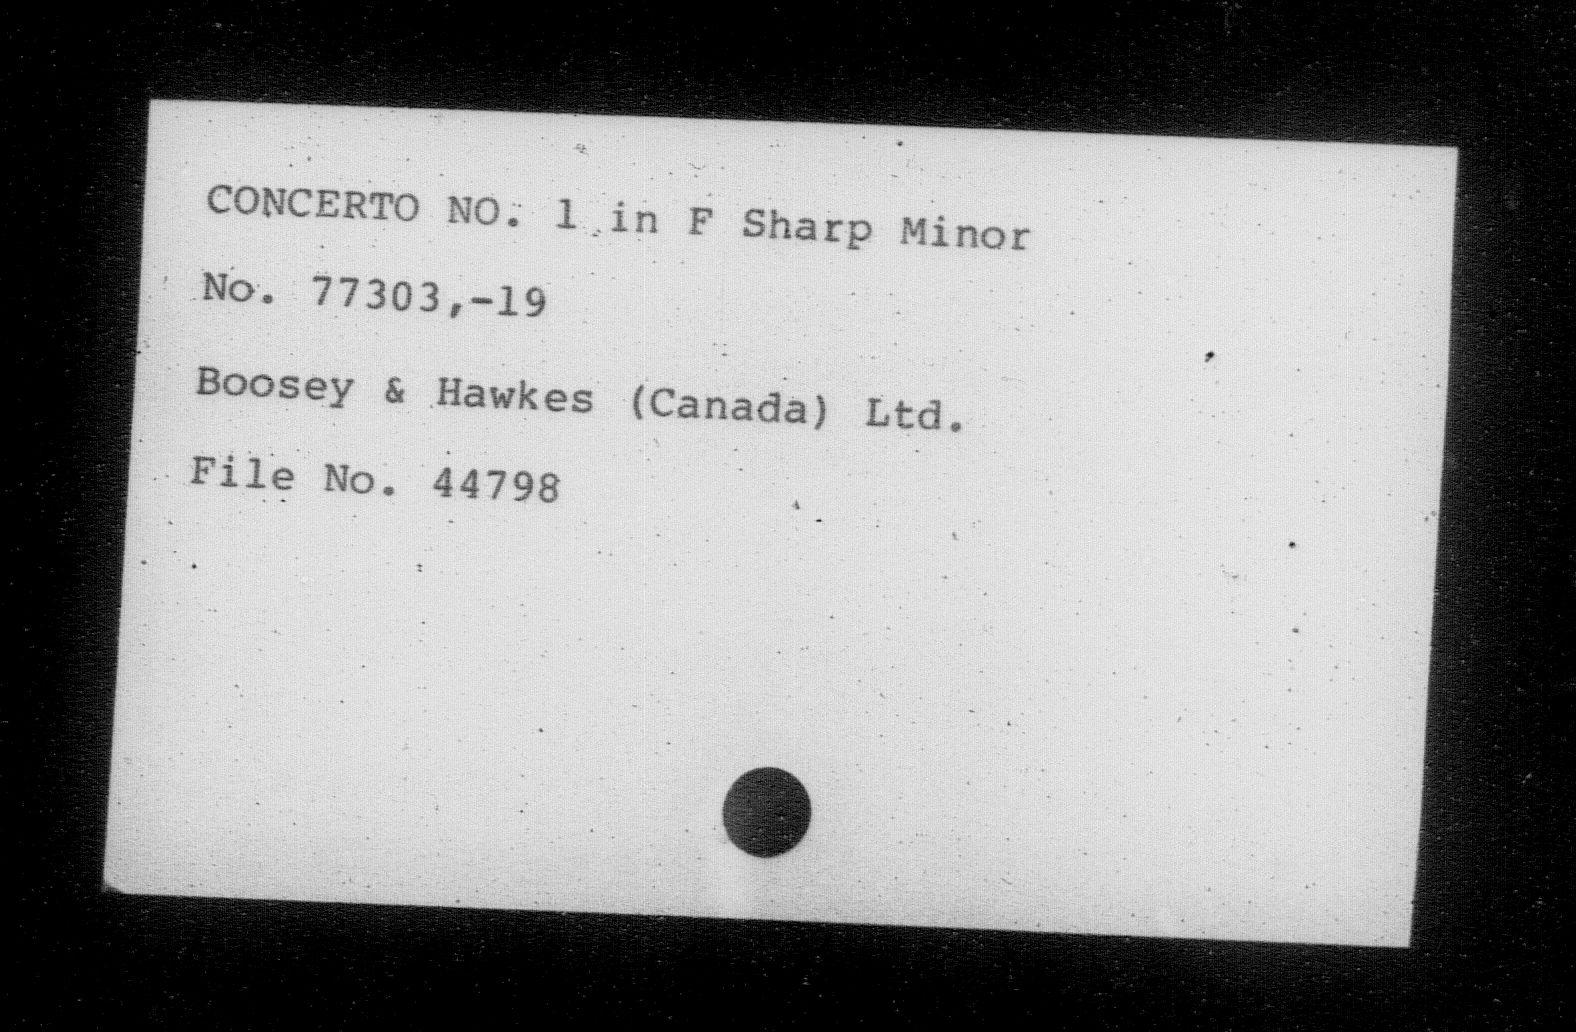 CONCERTO NO. 1 in F Sharp Minor
No. 77303,-19
Boosey & Hawkes (Canada) Ltd.
File No. 44798